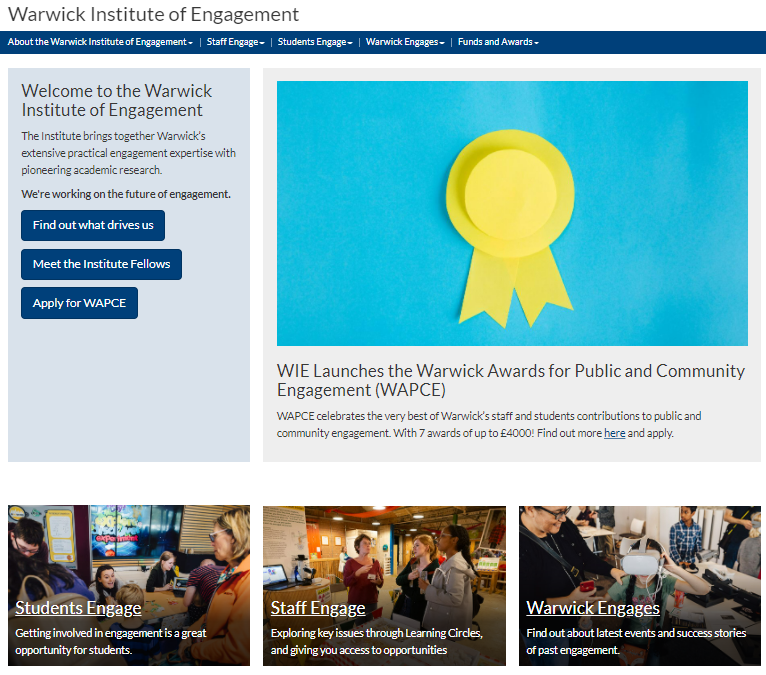 Warwick Institute of Engagement
About the Warwick Institute of Engagement | Staff Engage | Students Engage | Warwick Engages | Funds and Awards
Welcome to the Warwick
Institute of Engagement
The Institute brings together Warwick's
extensive practical engagement expertise with
pioneering academic research.
We're working on the future of engagement.
Find out what drives us
Meet the Institute Fellows
Apply for WAPCE
WIE Launches the Warwick Awards for Public and Community
Engagement (WAPCE)
WAPCE celebrates the very best of Warwick's staff and students contributions to public and
community engagement. With 7 awards of up to £4000! Find out more here and apply.
Students Engage
Getting involved in engagement is a great
opportunity for students.
Staff Engage
Exploring key issues through Learning Circles,
and giving you access to opportunities
Warwick Engages
Find out about latest events and success stories
of past engagement.